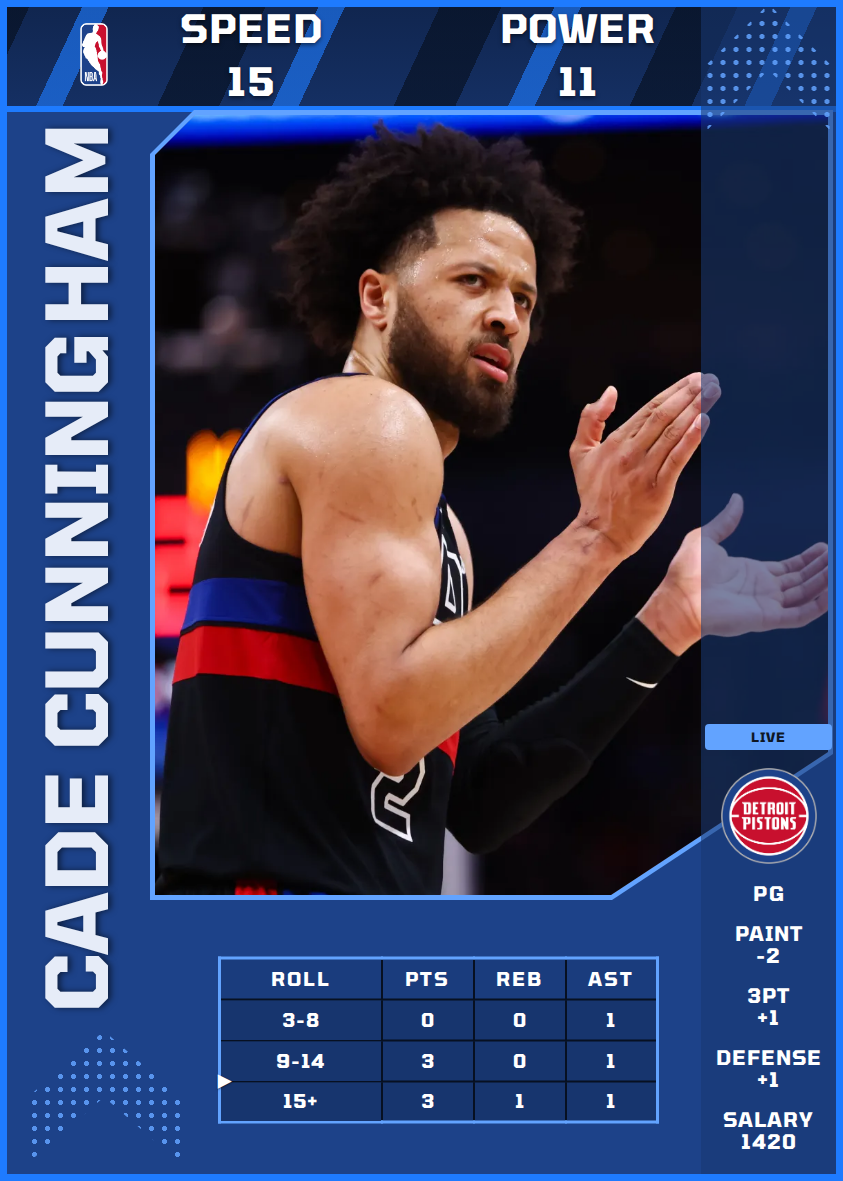 SPEED
15
POWER
11
NBA
CADE CUNNINGHAM
2
LIVE
DETROIT
PISTONS
PG
PAINT
-2
3PT
+1
DEFENSE
+1
SALARY
1420
ROLL PTS REB AST
3-8 0 0 1
9-14 3 0 1
15+ 3 1 1